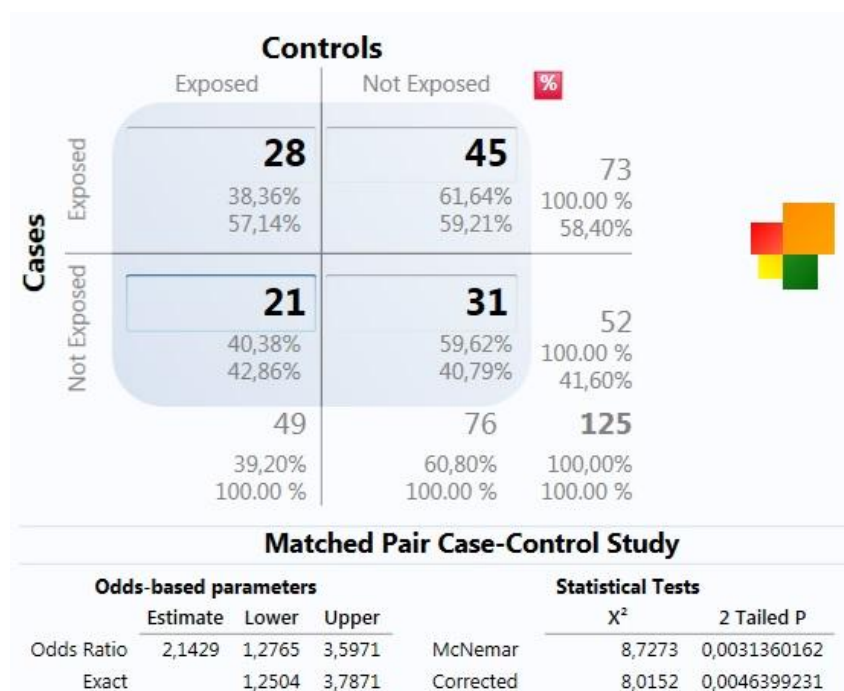 Controls
Exposed Not Exposed %
Cases
Exposed
28 45 73
38,36% 61,64% 100.00 %
57,14% 59,21% 58,40%
Not Exposed
21 31 52
40,38% 59,62% 100.00 %
42,86% 40,79% 41,60%
49 76 125
39,20% 60,80% 100,00%
100.00 % 100.00 % 100.00 %
Matched Pair Case-Control Study
Odds-based parameters Statistical Tests
Estimate Lower Upper X² 2 Tailed P
Odds Ratio 2,1429 1,2765 3,5971 McNemar 8,7273 0,0031360162
Exact 1,2504 3,7871 Corrected 8,0152 0,0046399231